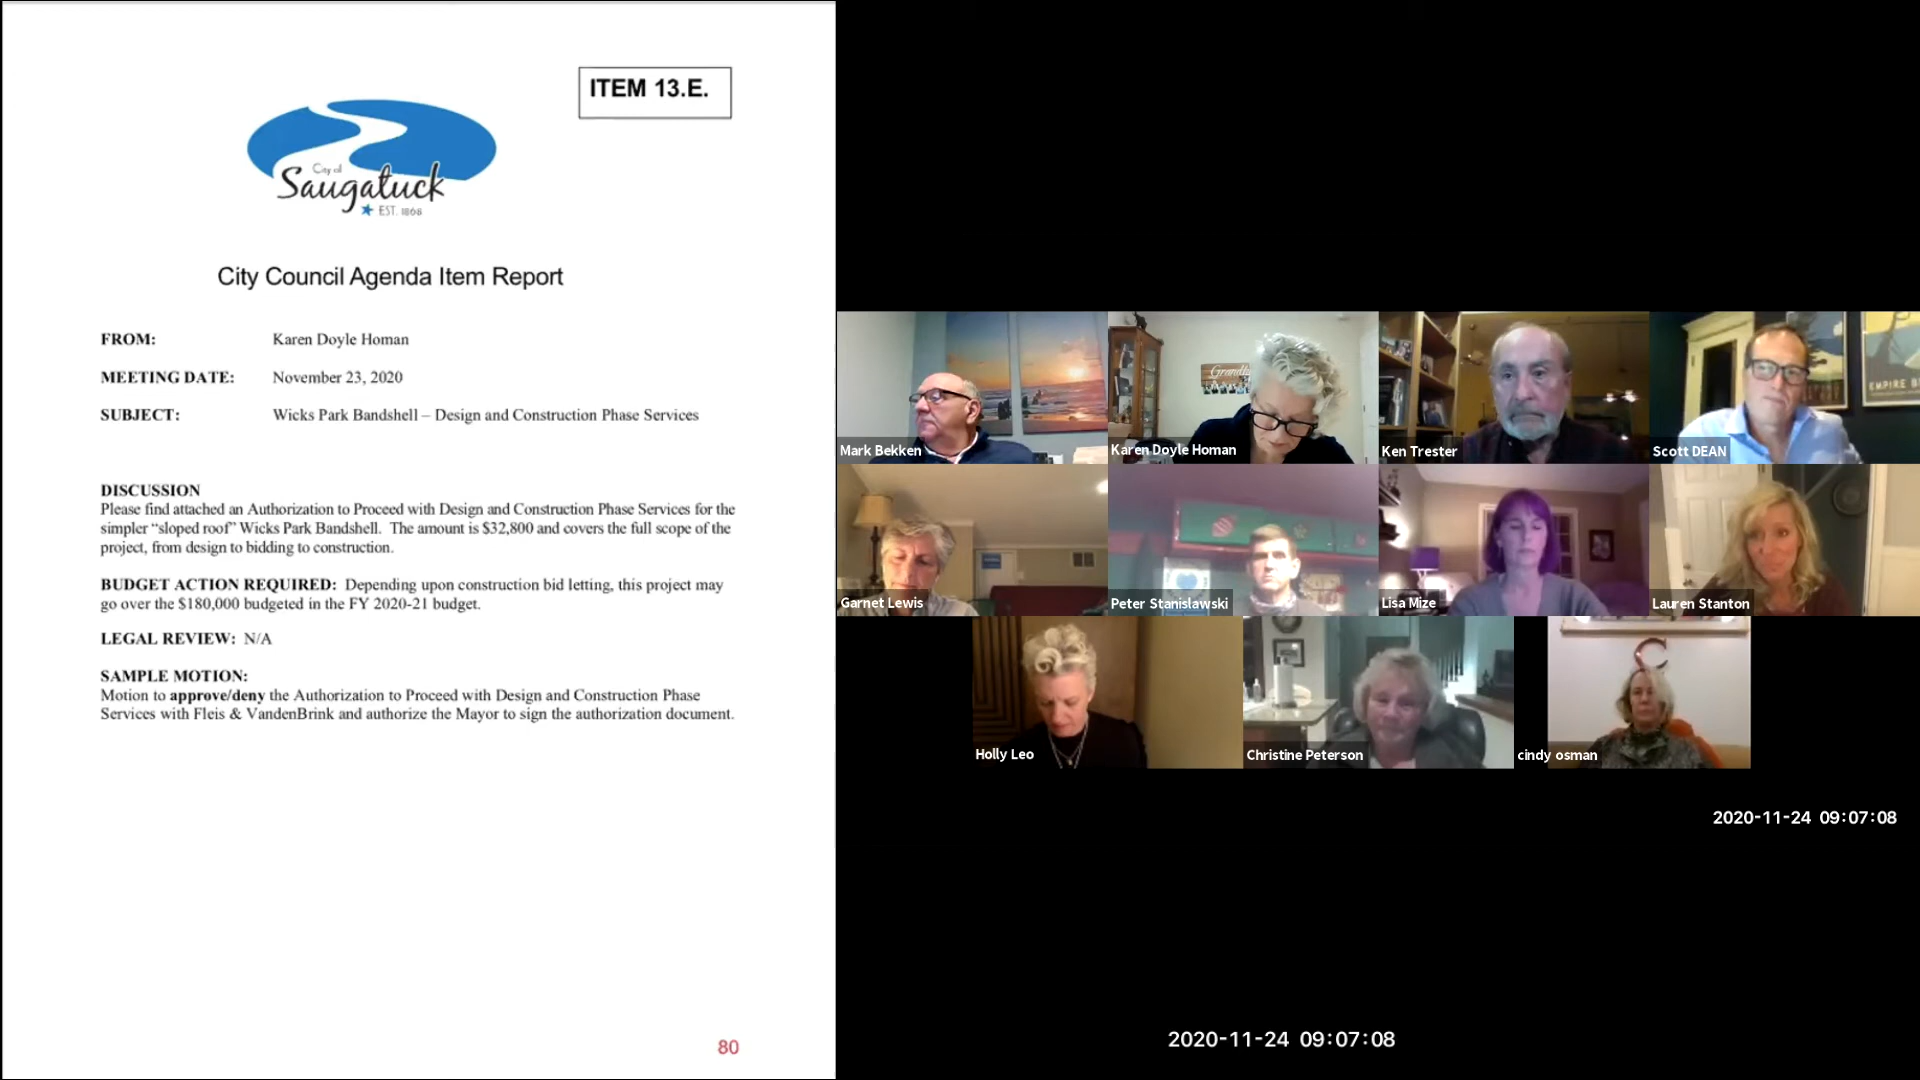 ITEM 13.E.
City of
Saugatuck
EST. 1868
City Council Agenda Item Report
FROM: Karen Doyle Homan
MEETING DATE: November 23, 2020
SUBJECT: Wicks Park Bandshell – Design and Construction Phase Services
DISCUSSION
Please find attached an Authorization to Proceed with Design and Construction Phase Services for the
simpler “sloped roof” Wicks Park Bandshell. The amount is $32,800 and covers the full scope of the
project, from design to bidding to construction.
BUDGET ACTION REQUIRED: Depending upon construction bid letting, this project may
go over the $180,000 budgeted in the FY 2020-21 budget.
LEGAL REVIEW: N/A
SAMPLE MOTION:
Motion to approve/deny the Authorization to Proceed with Design and Construction Phase
Services with Fleis & VandenBrink and authorize the Mayor to sign the authorization document.
80
Mark Bekken
Karen Doyle Homan
Ken Trester
EMPIRE
Scott DEAN
Garnet Lewis
Peter Stanislawski
Lisa Mize
Lauren Stanton
Holly Leo
Christine Peterson
C
cindy osman
2020-11-24 09:07:08
2020-11-24 09:07:08